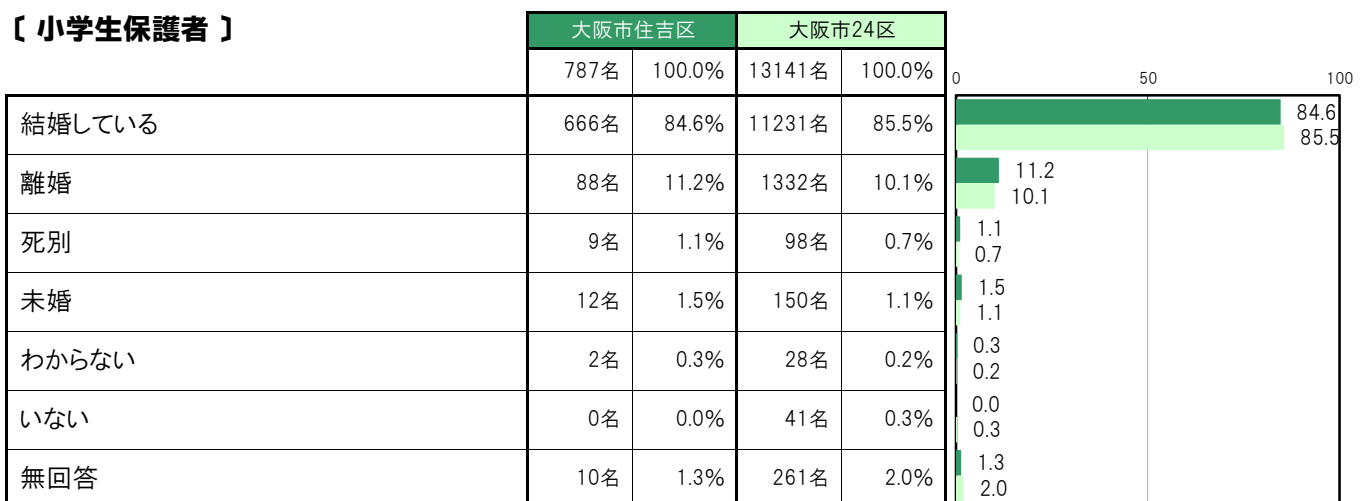 〔 小学生保護者 〕
大阪市住吉区 大阪市24区
787名 100.0% 13141名 100.0%
0 50 100
結婚している 666名 84.6% 11231名 85.5%
84.6
85.5
離婚 88名 11.2% 1332名 10.1%
11.2
10.1
死別 9名 1.1% 98名 0.7%
1.1
0.7
未婚 12名 1.5% 150名 1.1%
1.5
1.1
わからない 2名 0.3% 28名 0.2%
0.3
0.2
いない 0名 0.0% 41名 0.3%
0.0
0.3
無回答 10名 1.3% 261名 2.0%
1.3
2.0